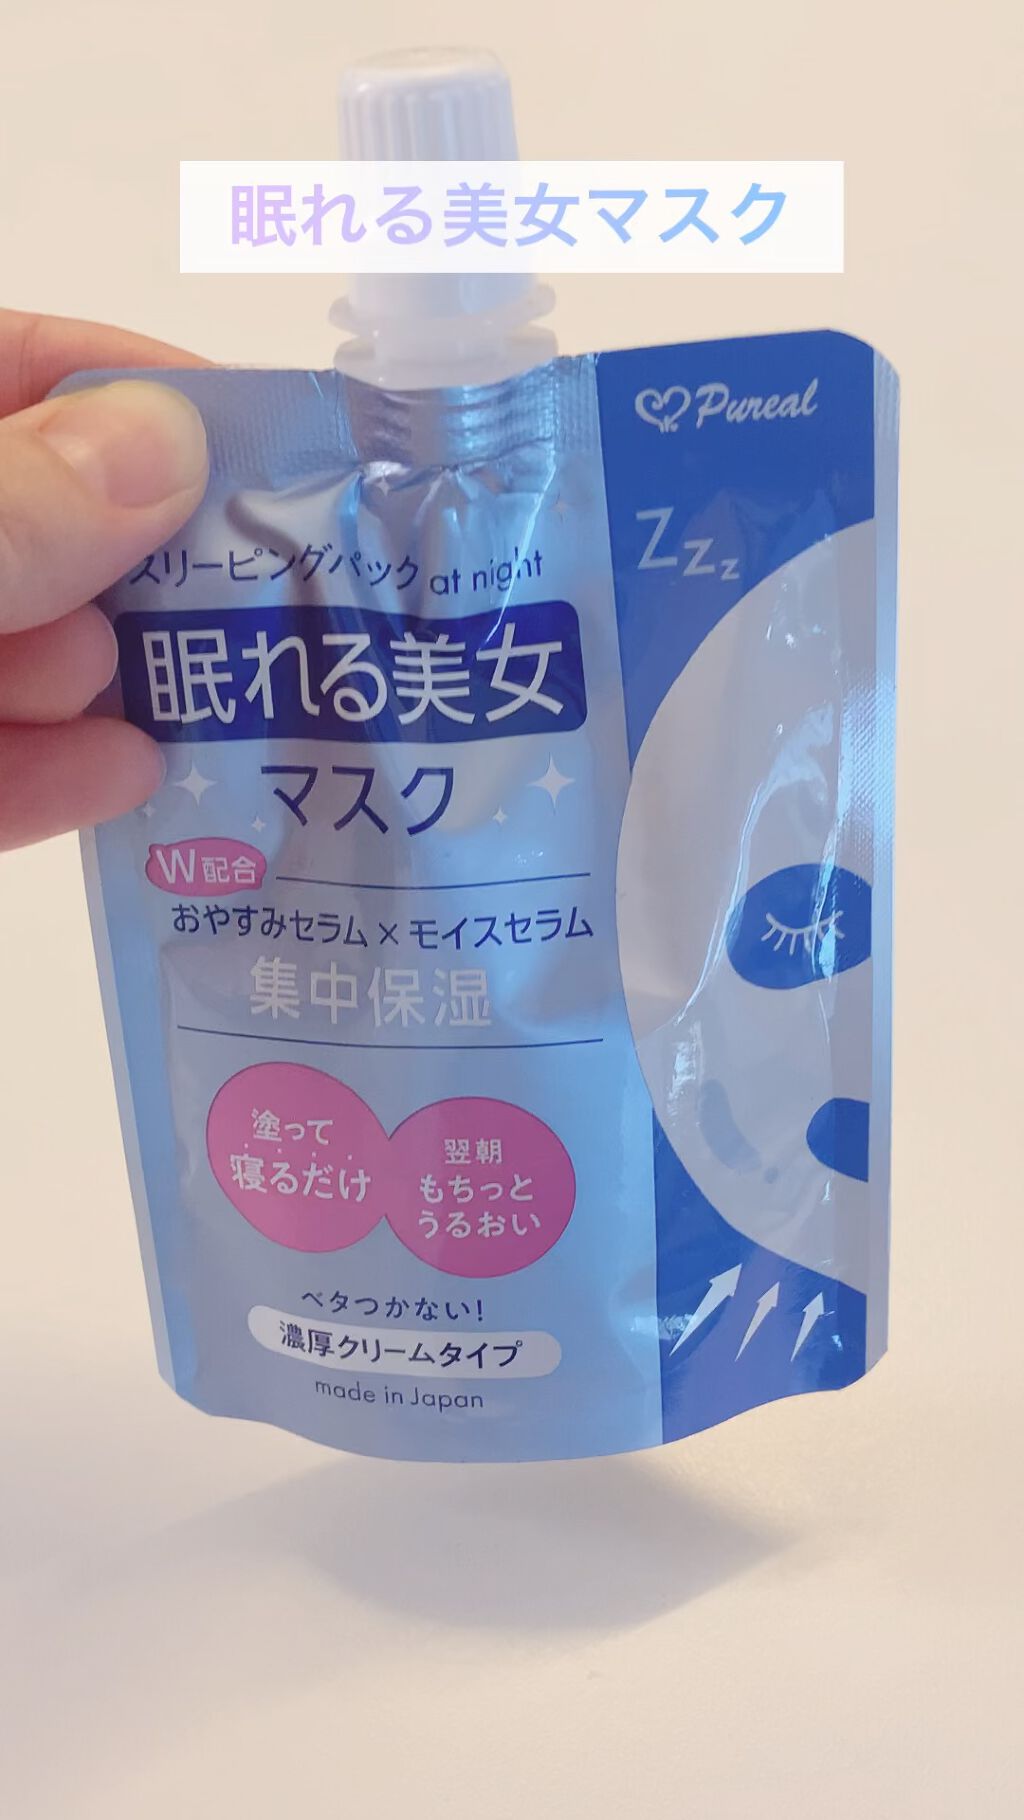 眠れる美女マスク
Pureal
Zzz
スリーピングパック at night
眠れる美女
マスク
W配合
おやすみセラム×モイスセラム
集中保湿
塗って
寝るだけ
翌朝
もちっと
うるおい
ベタつかない!
濃厚クリームタイプ
made in Japan